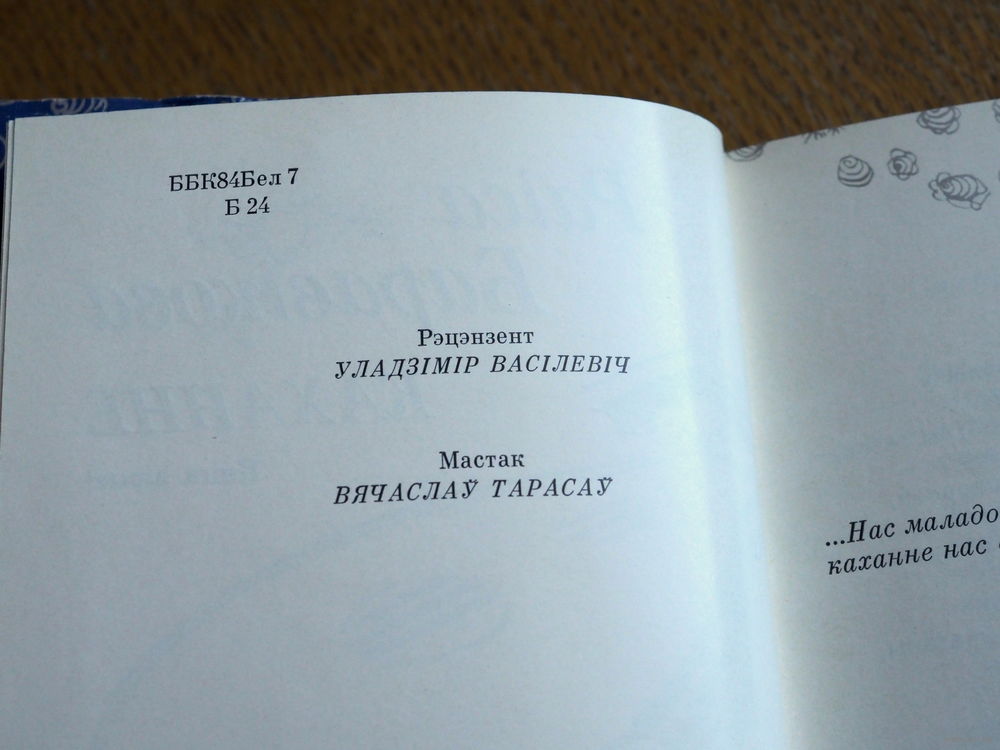 ББК84Бел 7
Б 24
Рэцэнзент
УЛАДЗІМІР ВАСІЛЕВІЧ
Мастак
ВЯЧАСЛАЎ ТАРАСАЎ
...Нас маладо
каханне нас